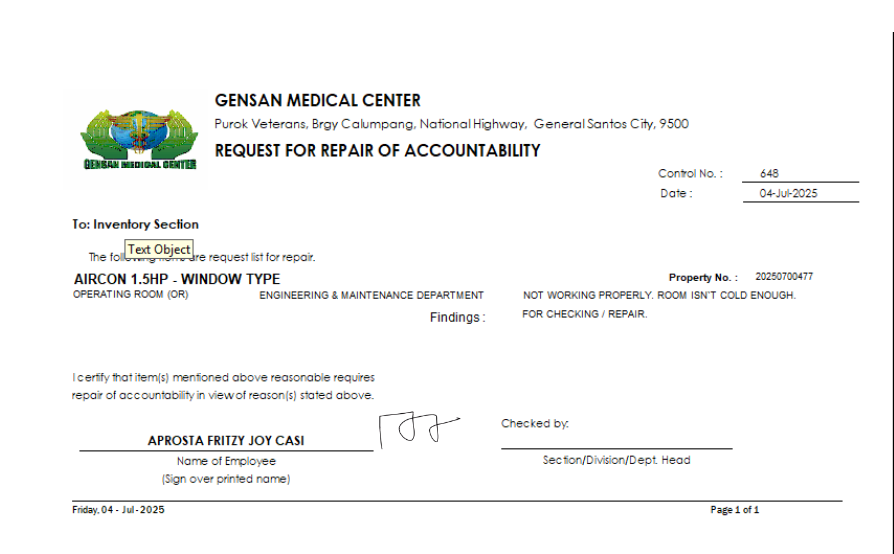 GENSAN MEDICAL CENTER
Purok Veterans, Brgy Calumpang, National Highway, General Santos City, 9500
REQUEST FOR REPAIR OF ACCOUNTABILITY
GENSAN MEDICAL CENTER
Control No. : 648
Date : 04-Jul-2025
To: Inventory Section
Text Object
The are request list for repair.
AIRCON 1.5HP - WINDOW TYPE Property No. : 20250700477
OPERATING ROOM (OR) ENGINEERING & MAINTENANCE DEPARTMENT NOT WORKING PROPERLY. ROOM ISN'T COLD ENOUGH.
Findings : FOR CHECKING / REPAIR.
I certify that item(s) mentioned above reasonable requires
repair of accountability in view of reason(s) stated above.
Checked by:
APROSTA FRITZY JOY CASI
Name of Employee Section/Division/Dept. Head
(Sign over printed name)
Friday, 04 - Jul - 2025 Page 1 of 1